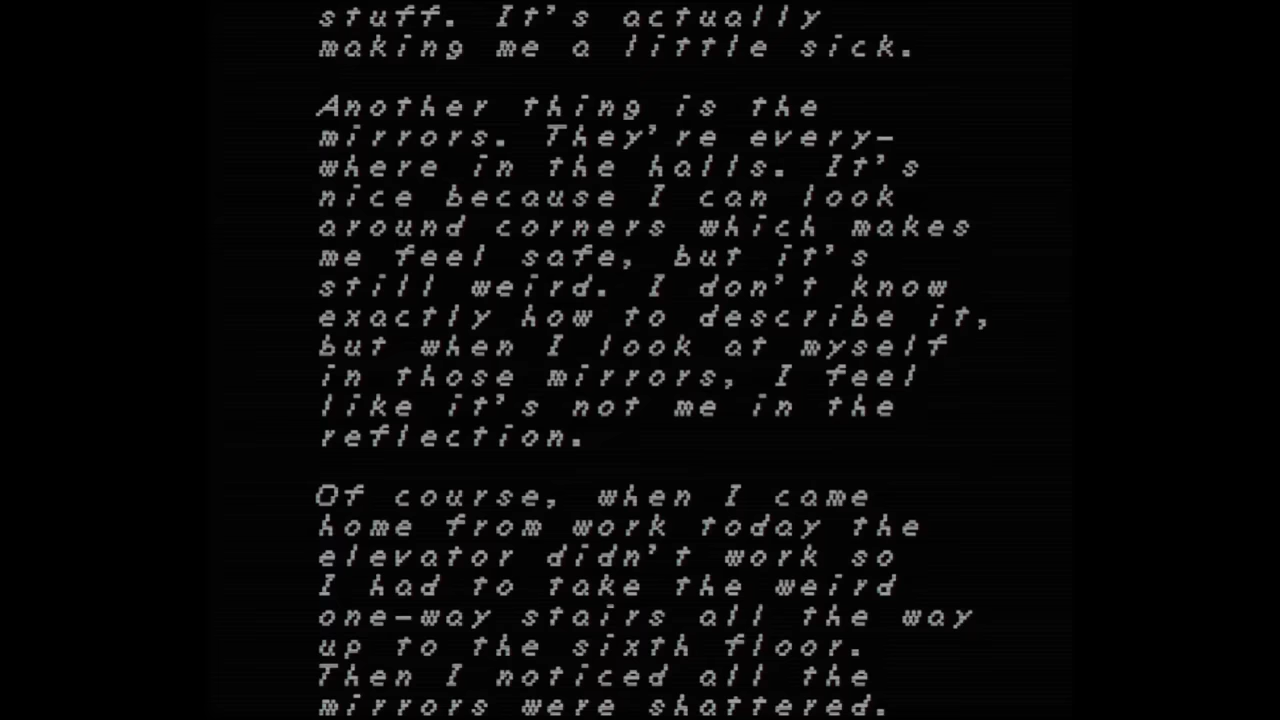 stuff. It's actually
making me a little sick.
Another thing is the
mirrors. They're every-
where in the halls. It's
nice because I can look
around corners which makes
me feel safe, but it's
still weird. I don't know
exactly how to describe it,
but when I look at myself
in those mirrors, I feel
like it's not me in the
reflection.
Of course, when I came
home from work today the
elevator didn't work so
I had to take the weird
one-way stairs all the way
up to the sixth floor.
Then I noticed all the
mirrors were shattered.